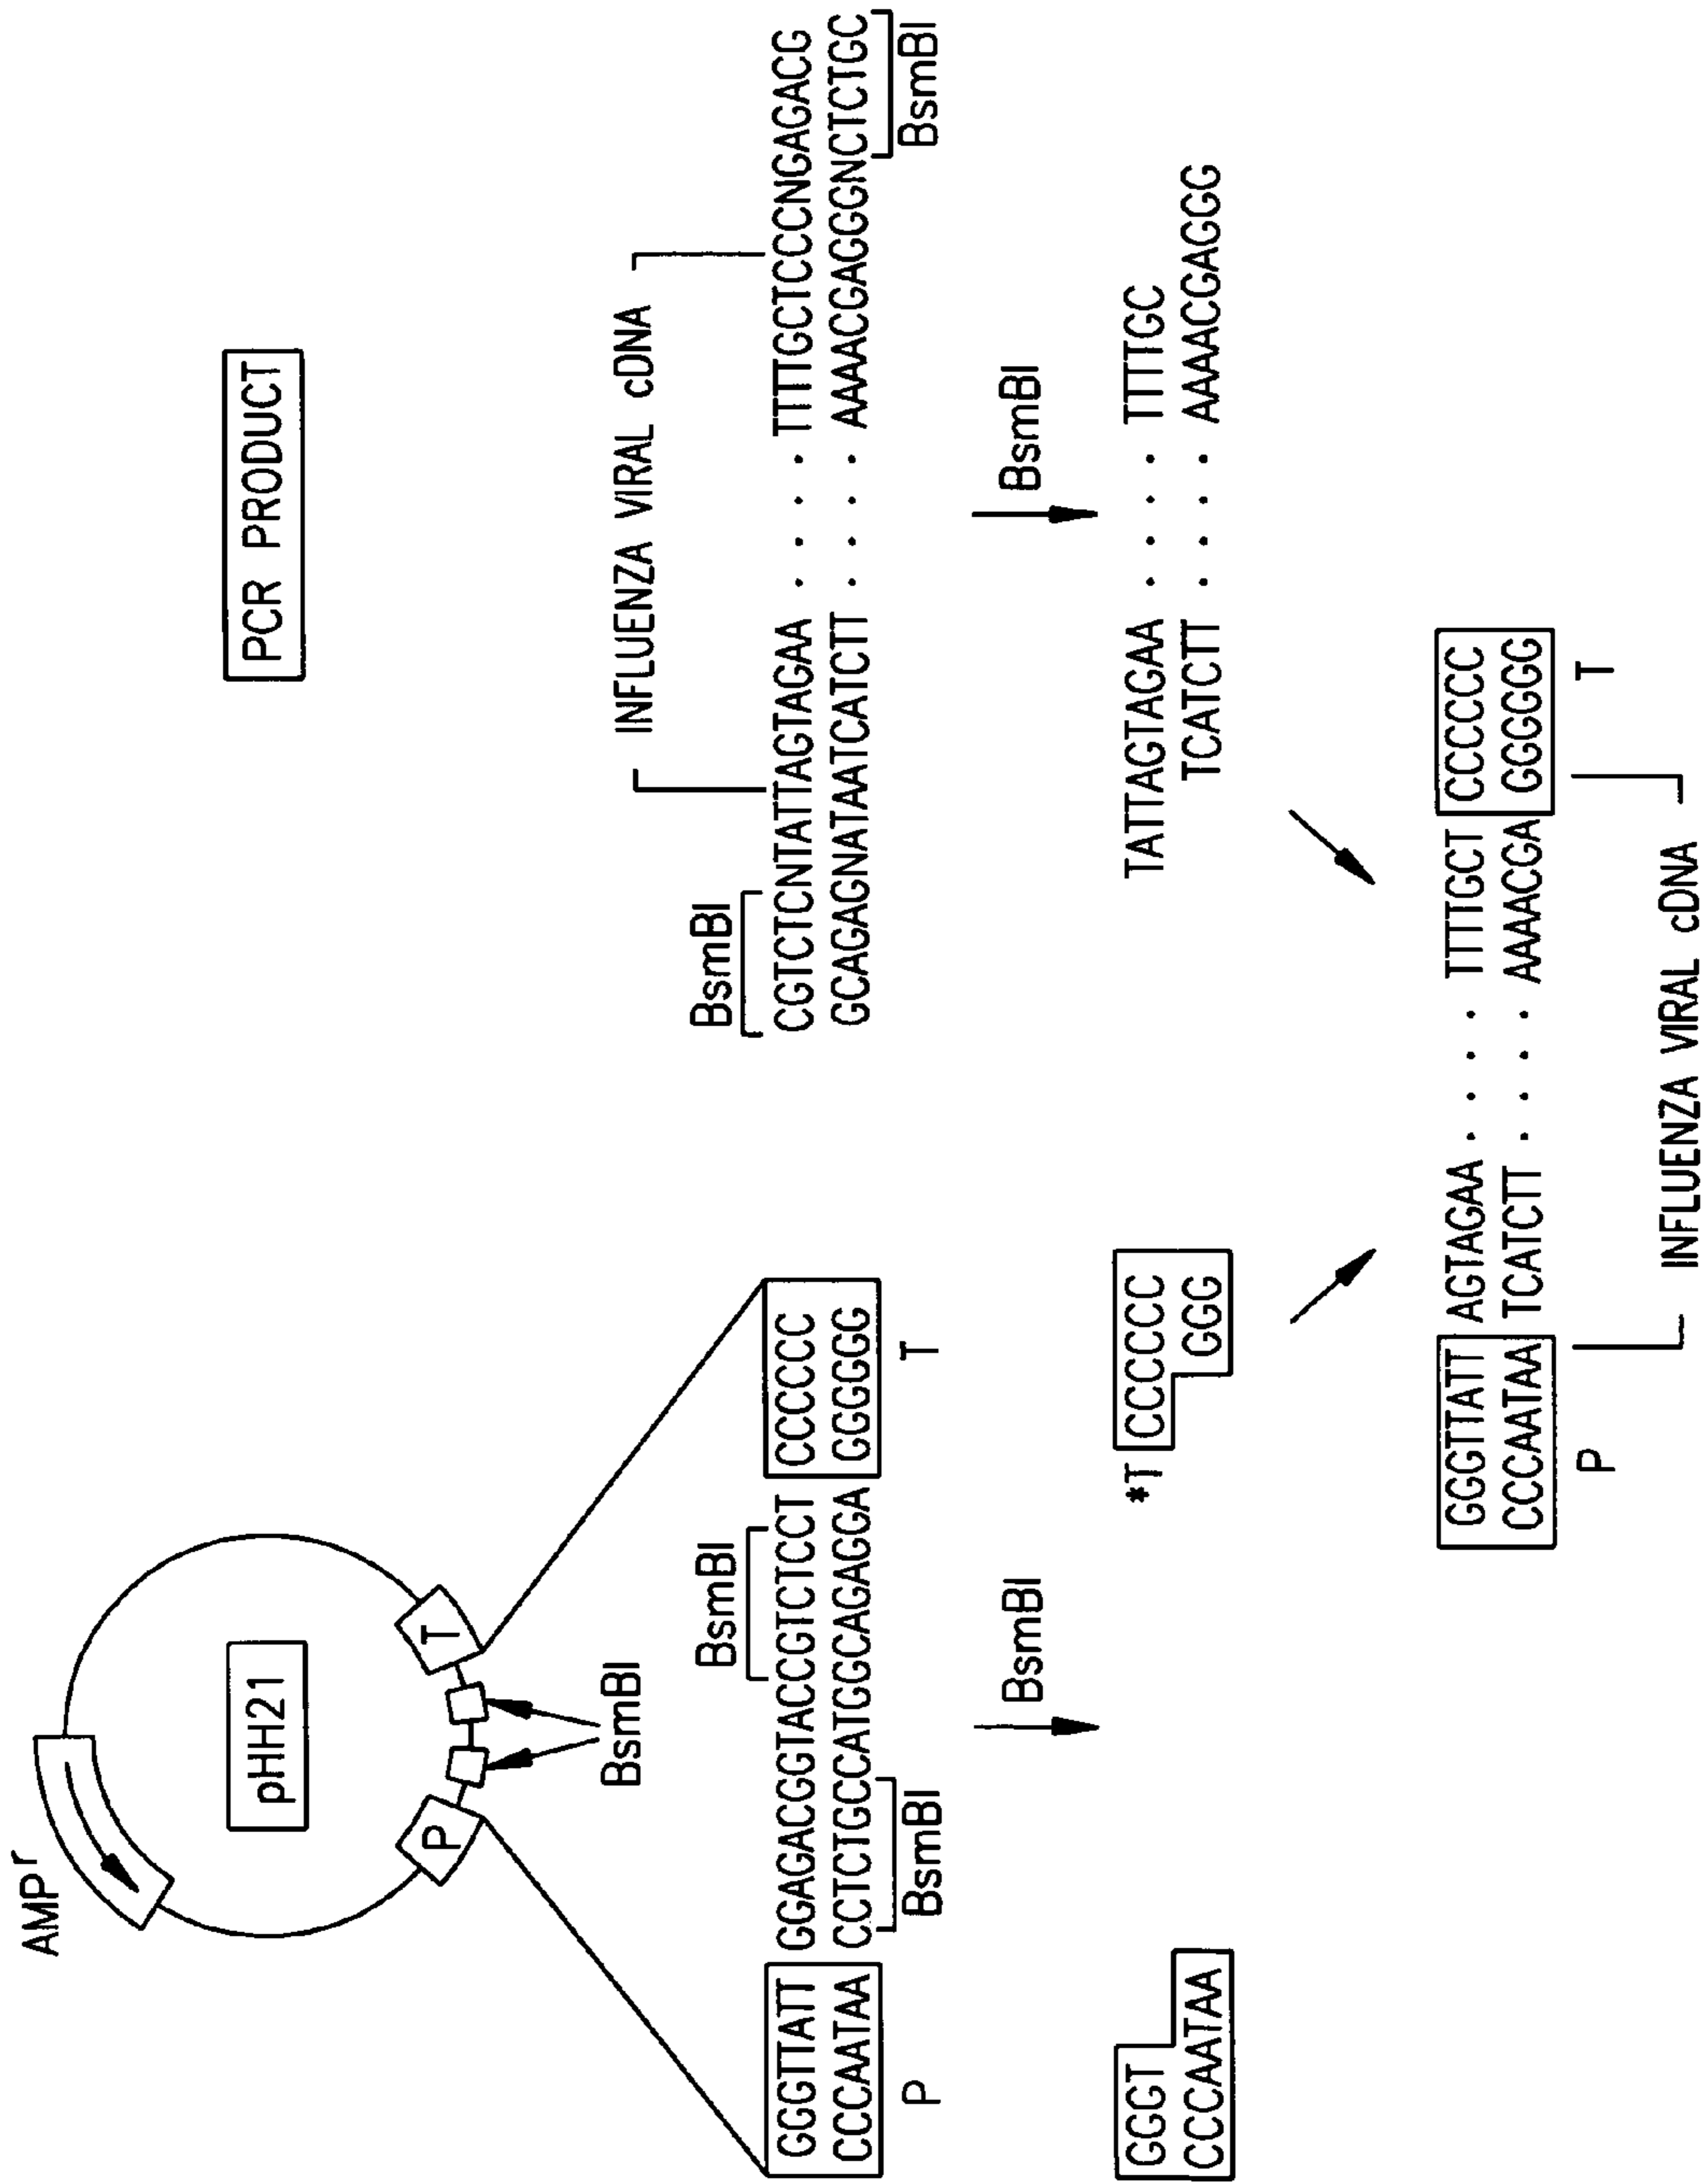 AMPʳ
pHH21
P
T
BsmBI
PCR PRODUCT
INFLUENZA VIRAL cDNA
BsmBI
BsmBI
GGGTTATT GGAGACGGTACCGTCTCCT CCCCCC
CCCAATAA CCTCTGCCATGGCAGAGGA GGGGGG
P
BsmBI
T
CGTCTCNTATTAGTAGAA . . . . TTTTGCTCCCNGAGACG
GCAGAGNATAATCATCTT . . . . AAAACGAGGGNCTCTGC
BsmBI
BsmBI
BsmBI
GGGT
CCCAATAA
*T CCCCCC
GGG
TATTAGTAGAA . . . . TTTTGC
TCATCTT . . . . AAAACGAGGG
GGGTTATT AGTAGAA . . . . TTTTGCT CCCCCC
CCCAATAA TCATCTT . . . . AAAACGA GGGGGG
P
T
INFLUENZA VIRAL cDNA